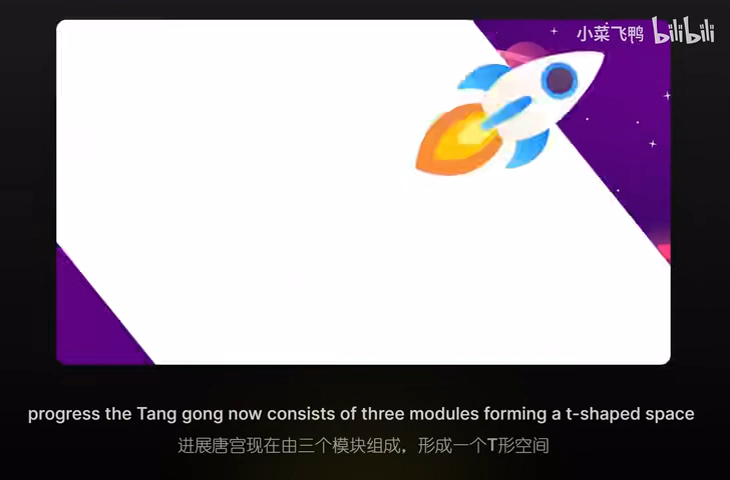 小菜飞鸭 bilibili
progress the Tang gong now consists of three modules forming a t-shaped space
进展唐宫现在由三个模块组成，形成一个T形空间